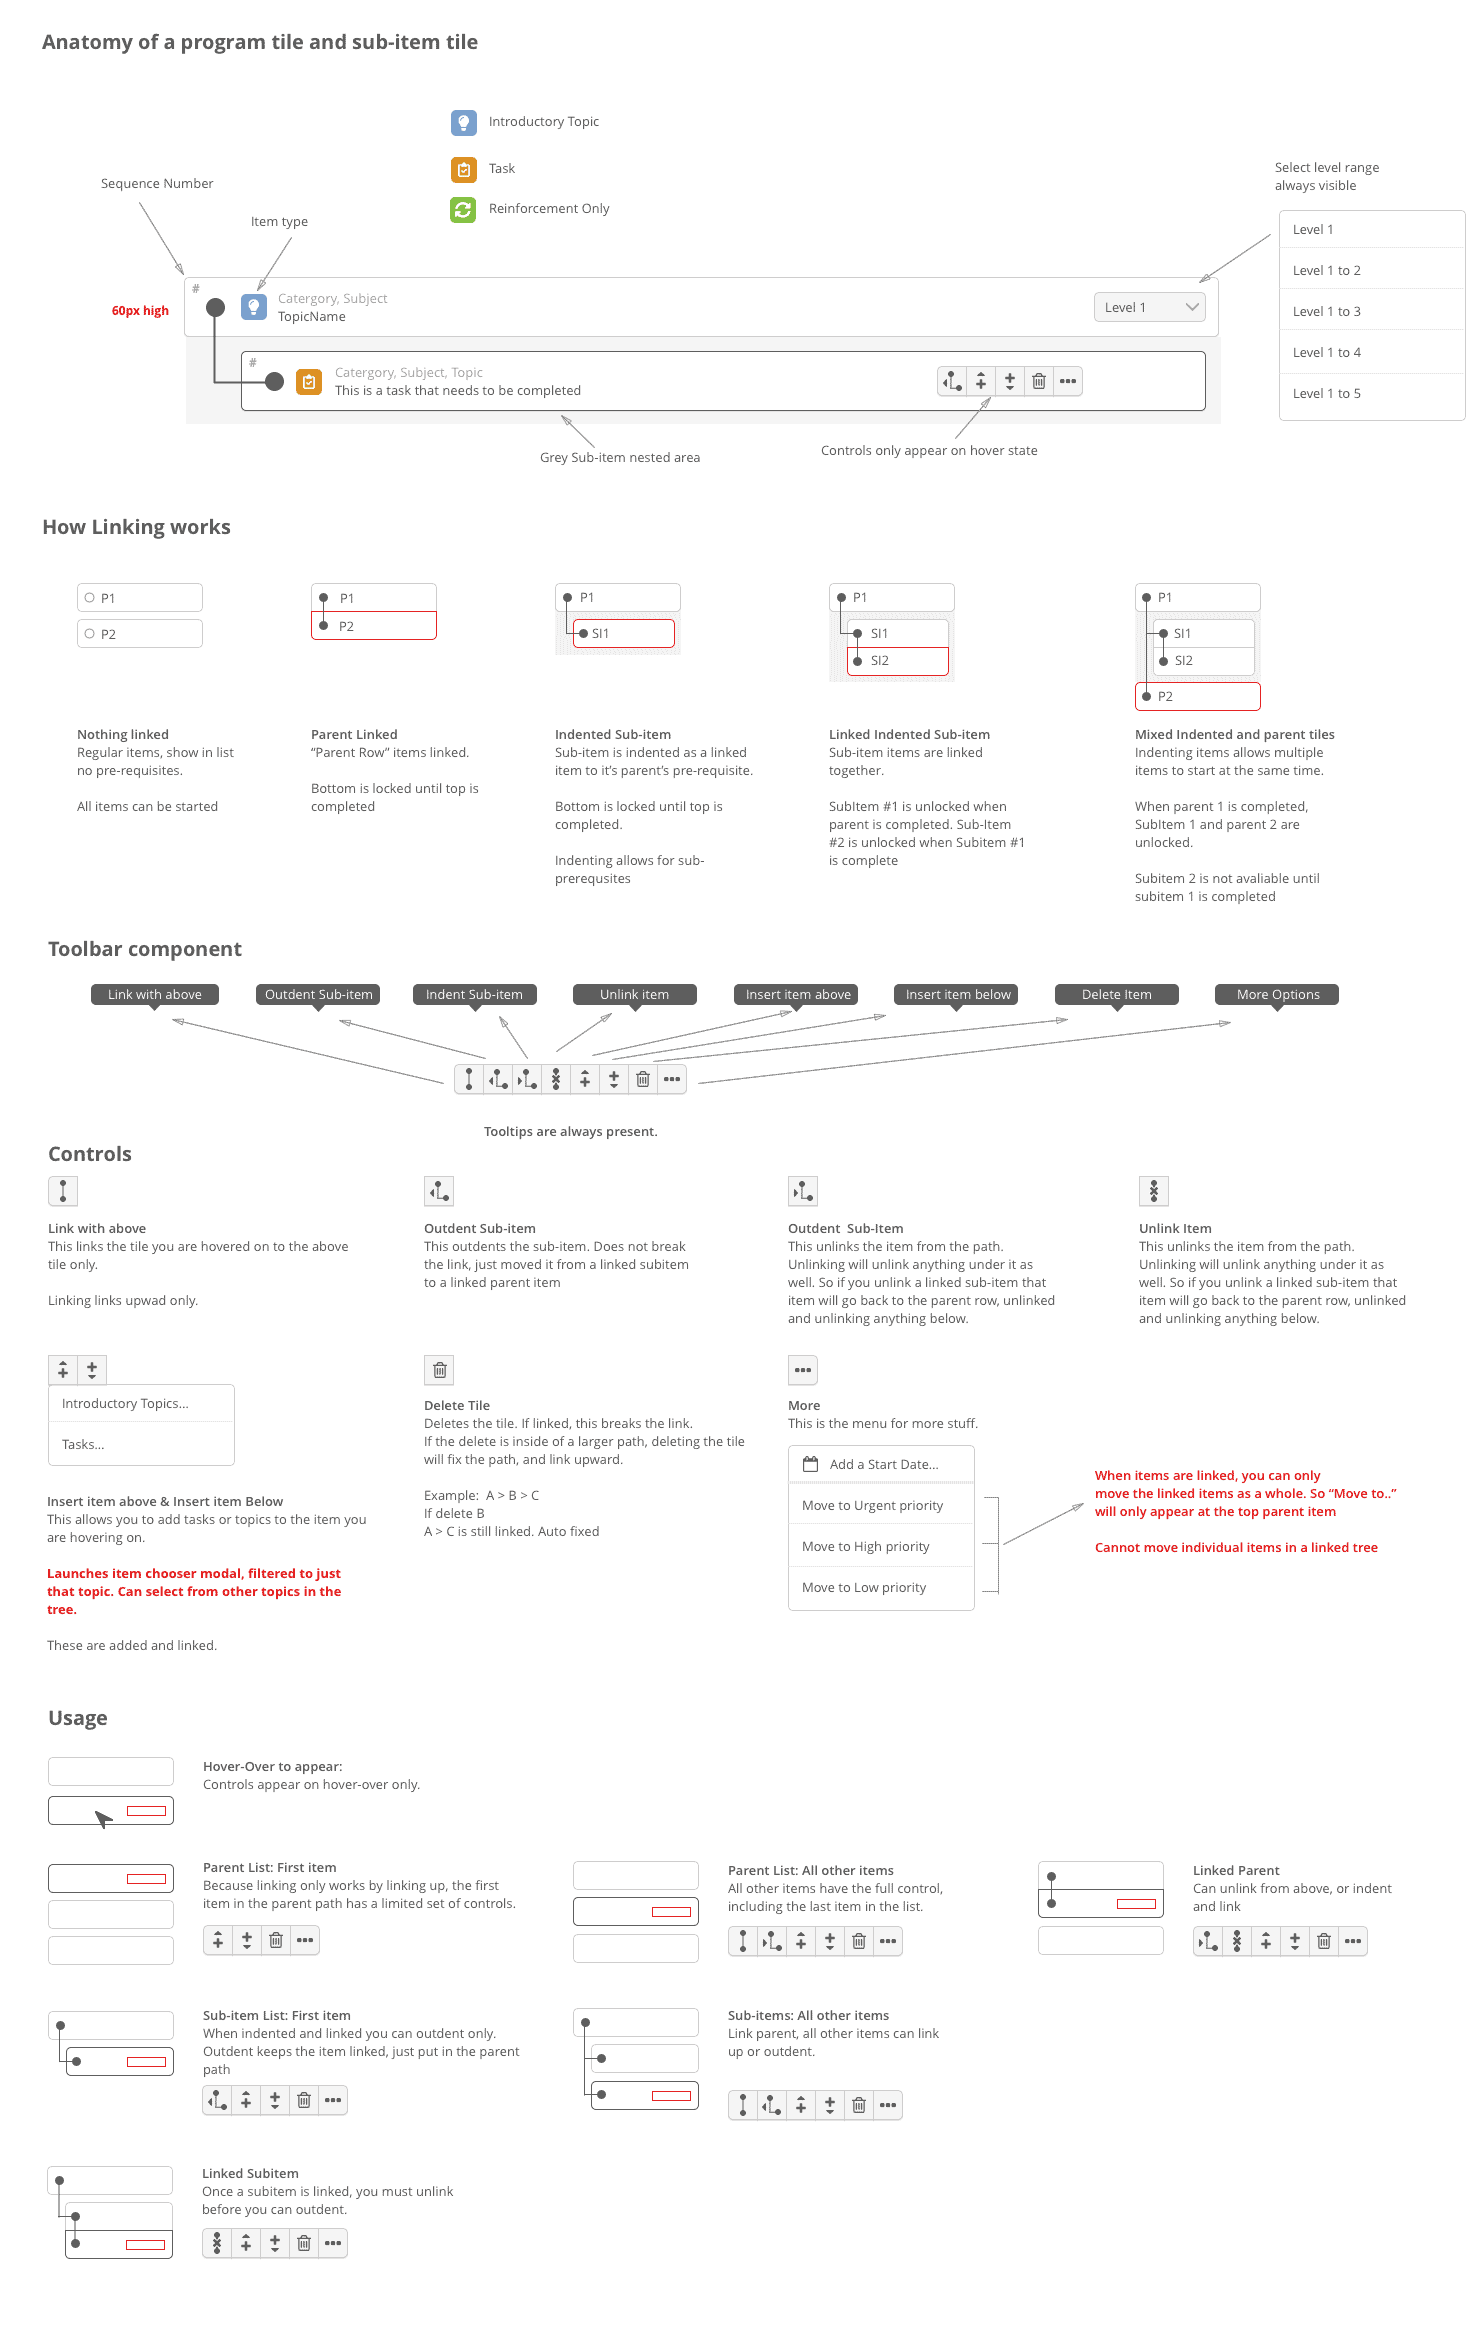 Anatomy of a program tile and sub-item tile
Introductory Topic
Task
Reinforcement Only
Sequence Number
Item type
Select level range
always visible
Level 1
Level 1 to 2
Level 1 to 3
Level 1 to 4
Level 1 to 5
60px high
#
Catergory, Subject
TopicName
Level 1
#
Catergory, Subject, Topic
This is a task that needs to be completed
Grey Sub-item nested area
Controls only appear on hover state
How Linking works
P1
P2
Nothing linked
Regular items, show in list
no pre-requisites.
All items can be started
P1
P2
Parent Linked
“Parent Row” items linked.
Bottom is locked until top is
completed
P1
SI1
Indented Sub-item
Sub-item is indented as a linked
item to it’s parent’s pre-requisite.
Bottom is locked until top is
completed.
Indenting allows for sub-
prerequsites
P1
SI1
SI2
Linked Indented Sub-item
Sub-item items are linked
together.
SubItem #1 is unlocked when
parent is completed. Sub-Item
#2 is unlocked when Subitem #1
is complete
P1
SI1
SI2
P2
Mixed Indented and parent tiles
Indenting items allows multiple
items to start at the same time.
When parent 1 is completed,
SubItem 1 and parent 2 are
unlocked.
Subitem 2 is not avaliable until
subitem 1 is completed
Toolbar component
Link with above
Outdent Sub-item
Indent Sub-item
Unlink item
Insert item above
Insert item below
Delete Item
More Options
Tooltips are always present.
Controls
Link with above
This links the tile you are hovered on to the above
tile only.
Linking links upwad only.
Outdent Sub-item
This outdents the sub-item. Does not break
the link, just moved it from a linked subitem
to a linked parent item
Outdent  Sub-Item
This unlinks the item from the path.
Unlinking will unlink anything under it as
well. So if you unlink a linked sub-item that
item will go back to the parent row, unlinked
and unlinking anything below.
Unlink Item
This unlinks the item from the path.
Unlinking will unlink anything under it as
well. So if you unlink a linked sub-item that
item will go back to the parent row, unlinked
and unlinking anything below.
Introductory Topics...
Tasks...
Insert item above & Insert item Below
This allows you to add tasks or topics to the item you
are hovering on.
Launches item chooser modal, filtered to just
that topic. Can select from other topics in the
tree.
These are added and linked.
Delete Tile
Deletes the tile. If linked, this breaks the link.
If the delete is inside of a larger path, deleting the tile
will fix the path, and link upward.
Example:  A > B > C
If delete B
A > C is still linked. Auto fixed
More
This is the menu for more stuff.
Add a Start Date...
Move to Urgent priority
Move to High priority
Move to Low priority
When items are linked, you can only
move the linked items as a whole. So “Move to..”
will only appear at the top parent item
Cannot move individual items in a linked tree
Usage
Hover-Over to appear:
Controls appear on hover-over only.
Parent List: First item
Because linking only works by linking up, the first
item in the parent path has a limited set of controls.
Parent List: All other items
All other items have the full control,
including the last item in the list.
Linked Parent
Can unlink from above, or indent
and link
Sub-item List: First item
When indented and linked you can outdent only.
Outdent keeps the item linked, just put in the parent
path
Sub-items: All other items
Link parent, all other items can link
up or outdent.
Linked Subitem
Once a subitem is linked, you must unlink
before you can outdent.